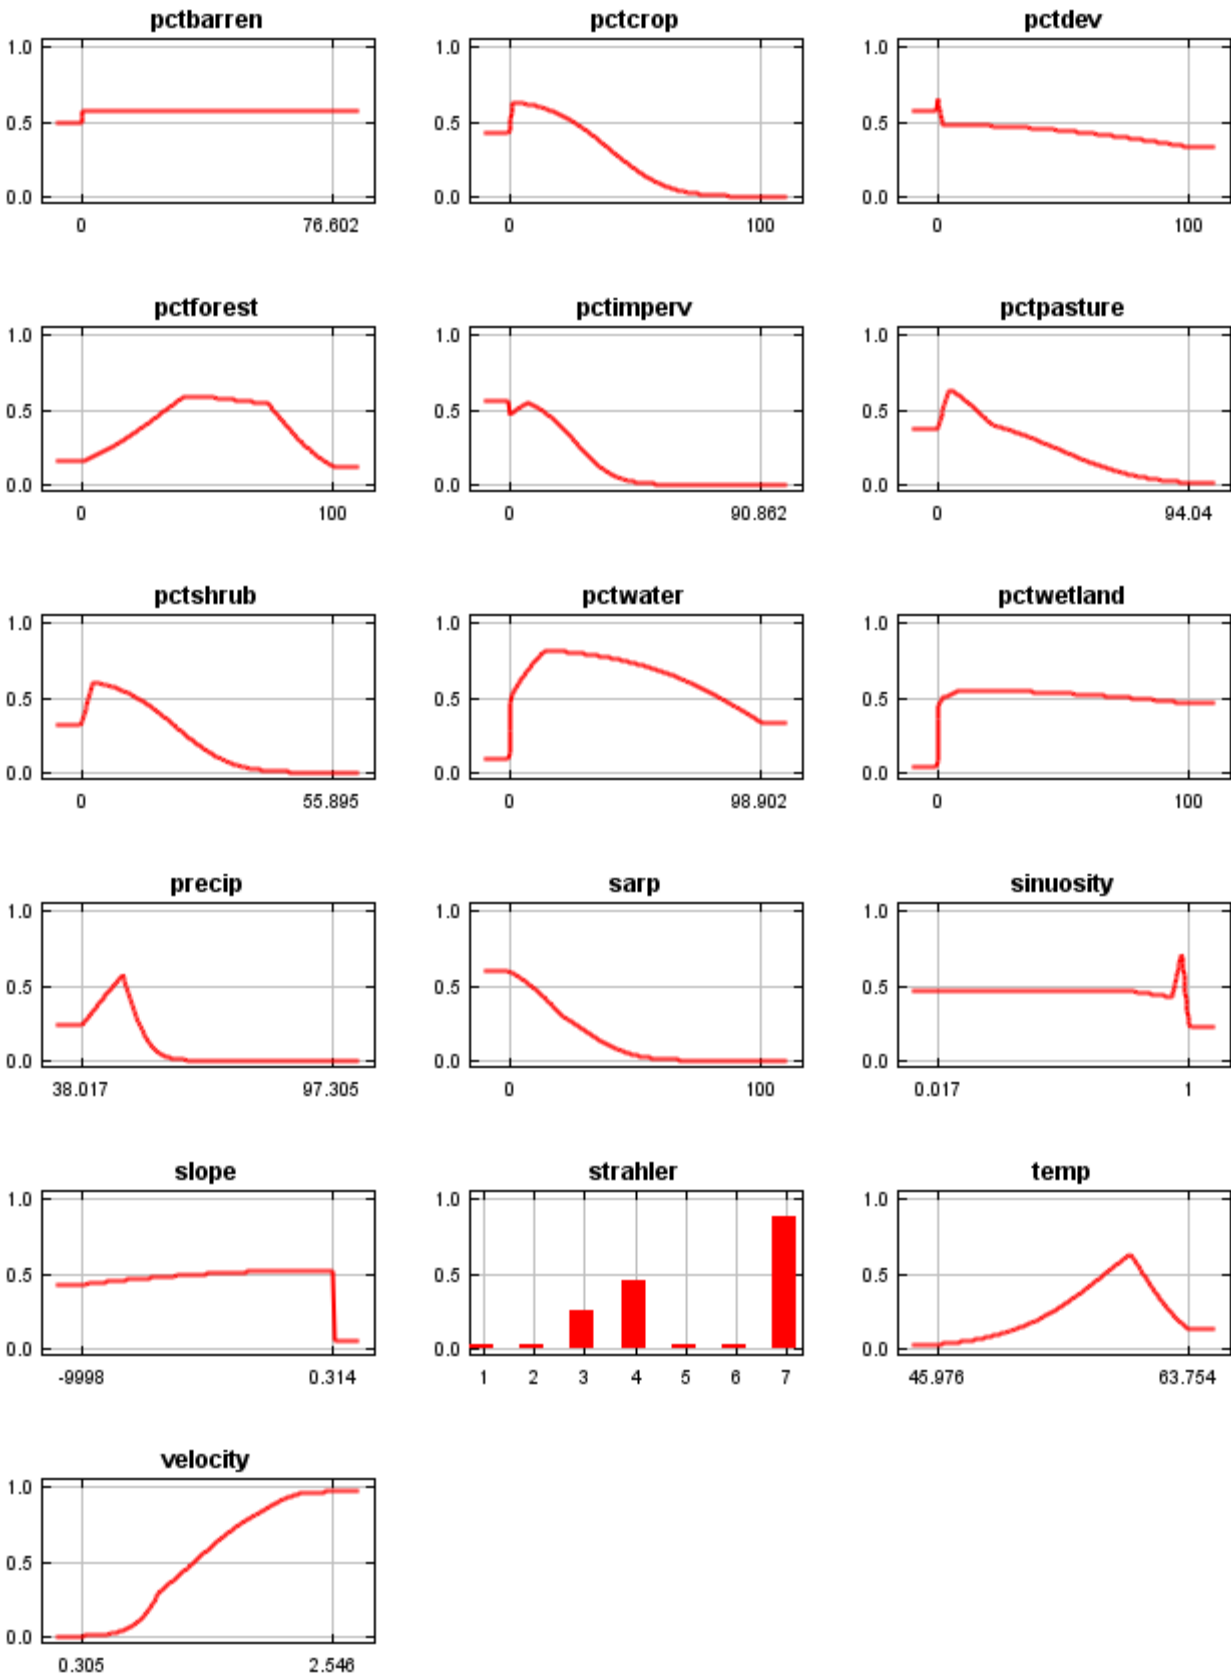 pctbarren pctcrop pctdev
1.0 1.0 1.0
0.5 0.5 0.5
0.0 0.0 0.0
0 76.602 0 100 0 100
pctforest pctimperv pctpasture
1.0 1.0 1.0
0.5 0.5 0.5
0.0 0.0 0.0
0 100 0 90.862 0 94.04
pctshrub pctwater pctwetland
1.0 1.0 1.0
0.5 0.5 0.5
0.0 0.0 0.0
0 55.895 0 98.902 0 100
precip sarp sinuosity
1.0 1.0 1.0
0.5 0.5 0.5
0.0 0.0 0.0
38.017 97.305 0 100 0.017 1
slope strahler temp
1.0 1.0 1.0
0.5 0.5 0.5
0.0 0.0 0.0
-9998 0.314 1 2 3 4 5 6 7 45.976 63.754
velocity
1.0
0.5
0.0
0.305 2.546